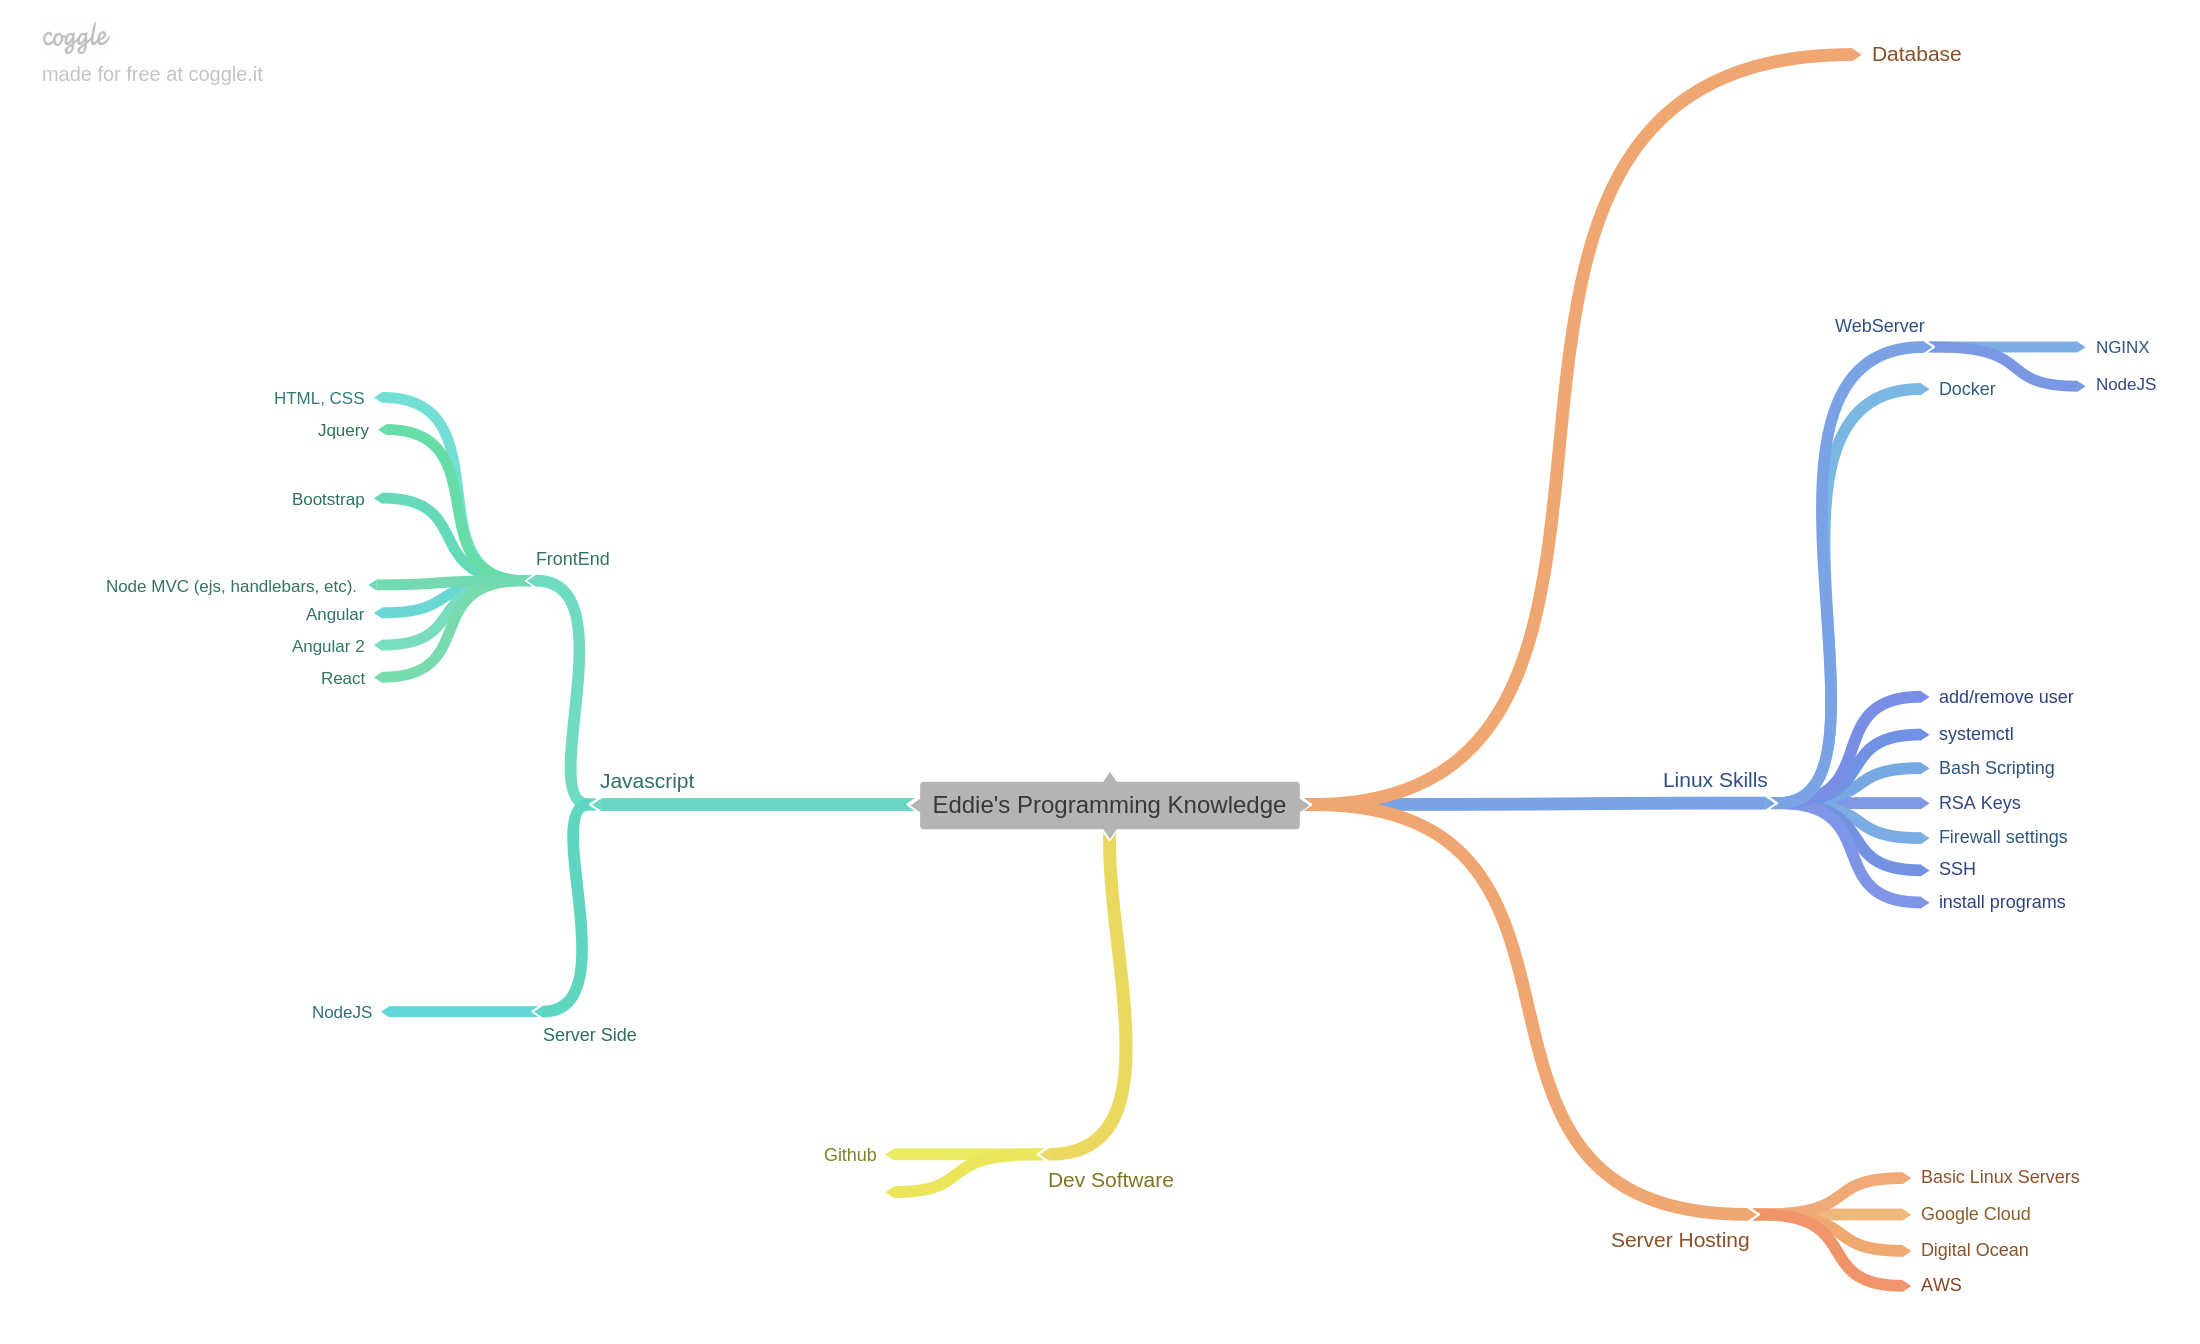 coggle
made for free at coggle.it
Database
WebServer
NGINX
NodeJS
Docker
HTML, CSS
Jquery
Bootstrap
FrontEnd
Node MVC (ejs, handlebars, etc).
Angular
Angular 2
React
add/remove user
systemctl
Bash Scripting
Linux Skills
RSA Keys
Firewall settings
SSH
install programs
Javascript
Eddie's Programming Knowledge
NodeJS
Server Side
Github
Dev Software
Basic Linux Servers
Google Cloud
Server Hosting
Digital Ocean
AWS